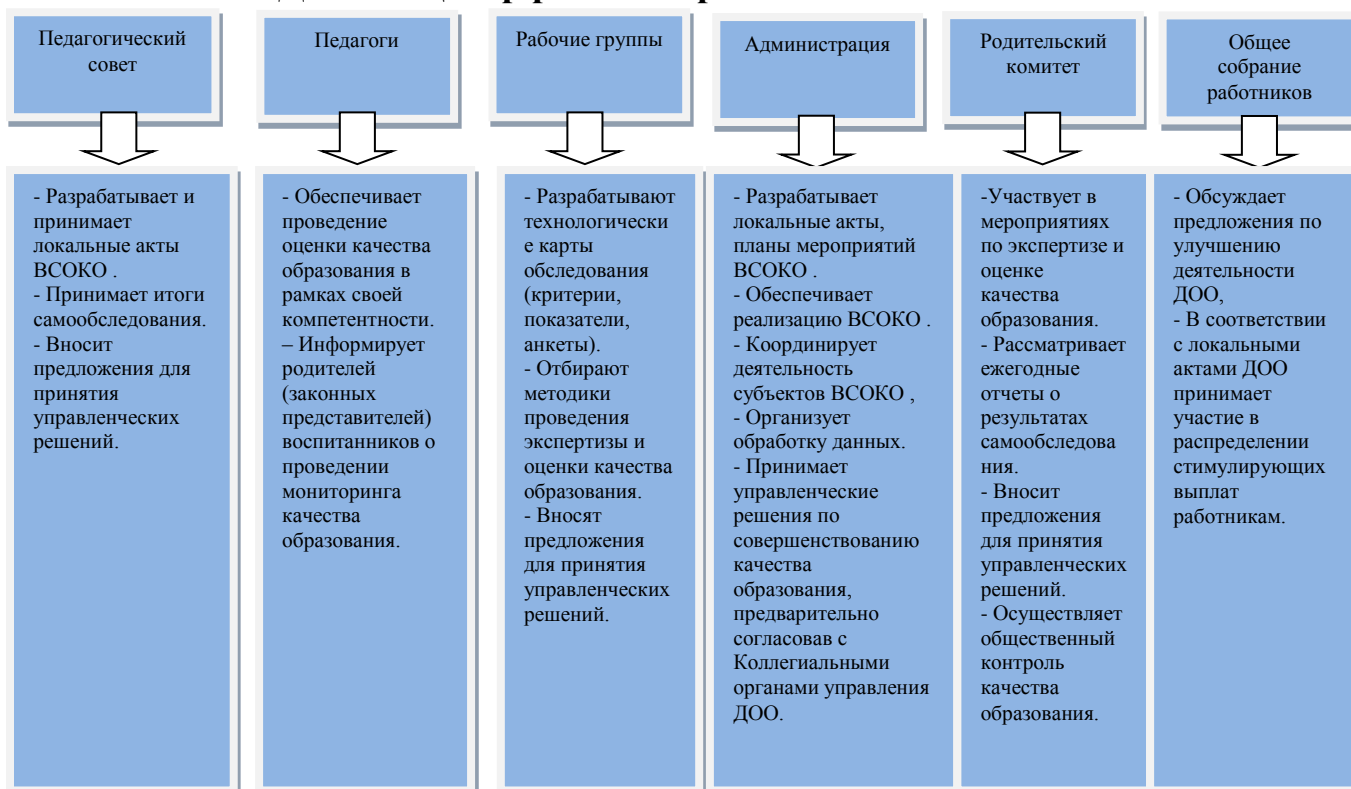 Педагогический
совет
Педагоги
Рабочие группы
Администрация
Родительский
комитет
Общее
собрание
работников
- Разрабатывает и
принимает
локальные акты
ВСОКО .
- Принимает итоги
самообследования.
- Вносит
предложения для
принятия
управленческих
решений.
- Обеспечивает
проведение
оценки качества
образования в
рамках своей
компетентности.
– Информирует
родителей
(законных
представителей)
воспитанников о
проведении
мониторинга
качества
образования.
- Разрабатывают
технологически
е карты
обследования
(критерии,
показатели,
анкеты).
- Отбирают
методики
проведения
экспертизы и
оценки качества
образования.
- Вносят
предложения
для принятия
управленческих
решений.
- Разрабатывает
локальные акты,
планы мероприятий
ВСОКО .
- Обеспечивает
реализацию ВСОКО .
- Координирует
деятельность
субъектов ВСОКО ,
- Организует
обработку данных.
- Принимает
управленческие
решения по
совершенствованию
качества
образования,
предварительно
согласовав с
Коллегиальными
органами управления
ДОО.
-Участвует в
мероприятиях
по экспертизе и
оценке
качества
образования.
- Рассматривает
ежегодные
отчеты о
результатах
самообследова
ния.
- Вносит
предложения
для принятия
управленческих
решений.
- Осуществляет
общественный
контроль
качества
образования.
- Обсуждает
предложения по
улучшению
деятельности
ДОО,
- В соответствии
с локальными
актами ДОО
принимает
участие в
распределении
стимулирующих
выплат
работникам.